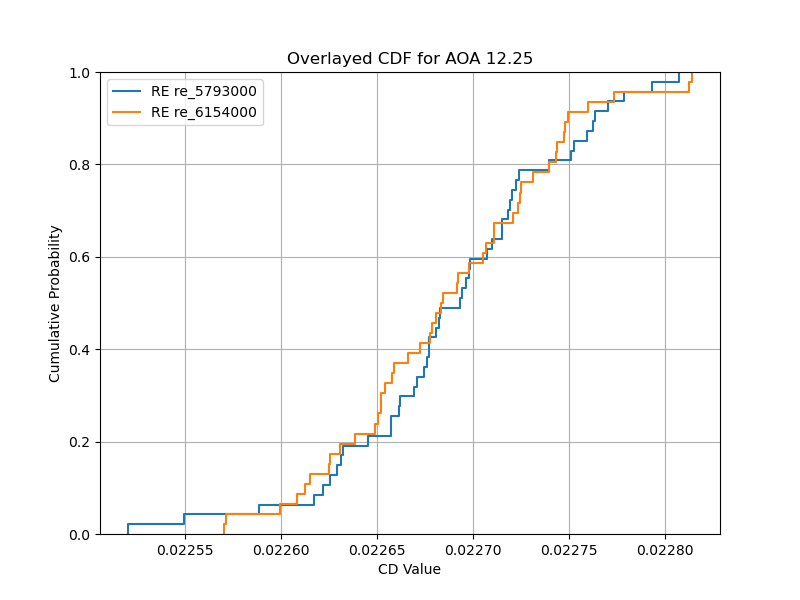 Overlayed CDF for AOA 12.25
RE re_5793000
RE re_6154000
1.0
0.8
0.6
0.4
0.2
0.0
Cumulative Probability
0.02255
0.02260
0.02265
0.02270
0.02275
0.02280
CD Value